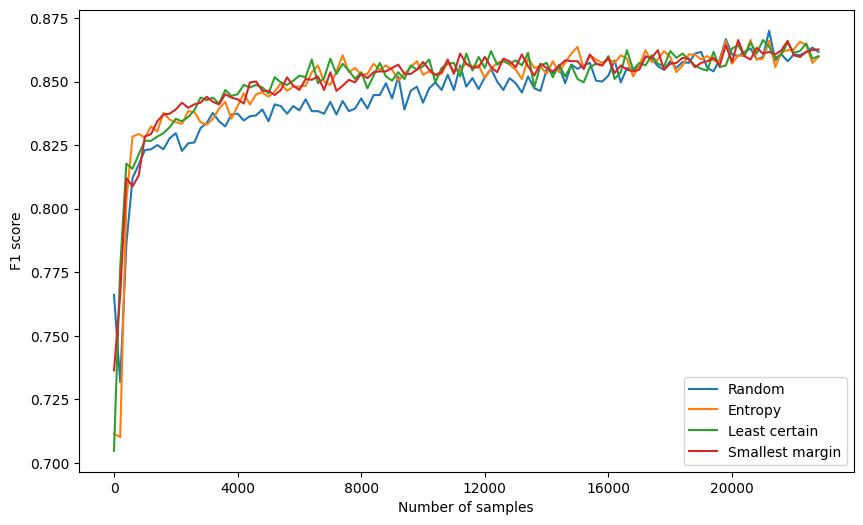 0.875
0.850
0.825
0.800
0.775
0.750
0.725
0.700
F1 score
0 4000 8000 12000 16000 20000
Number of samples
Random
Entropy
Least certain
Smallest margin